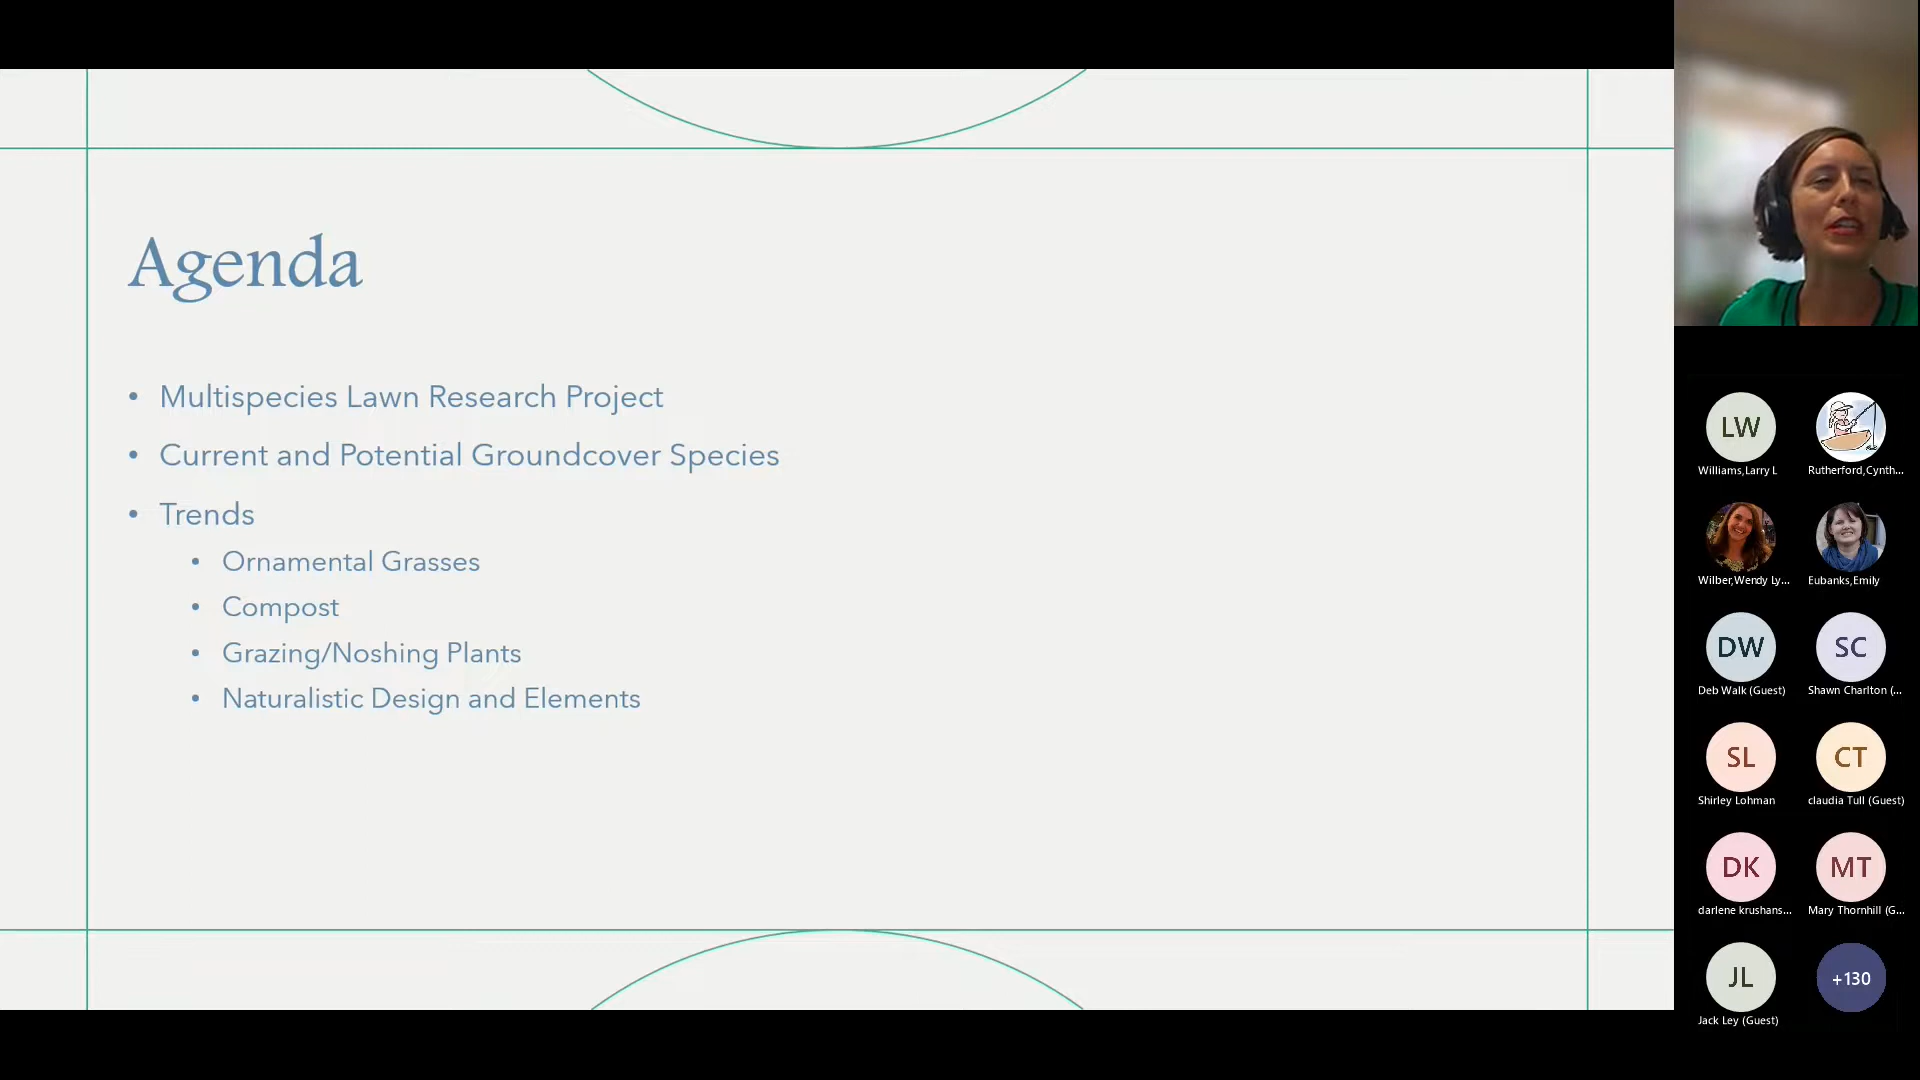 Agenda
• Multispecies Lawn Research Project
• Current and Potential Groundcover Species
• Trends
• Ornamental Grasses
• Compost
• Grazing/Noshing Plants
• Naturalistic Design and Elements
LW
Williams,Larry L
Rutherford,Cynth...
Wilber,Wendy Ly...
Eubanks,Emily
DW
SC
Deb Walk (Guest)
Shawn Charlton (...
SL
CT
Shirley Lohman
claudia Tull (Guest)
DK
MT
darlene krushans...
Mary Thornhill (G...
JL
+130
Jack Ley (Guest)